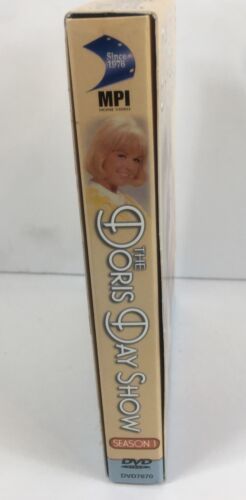 Since
1976
MPI
HOME VIDEO
THE
DORIS DAY SHOW
SEASON 1
DVD
DVD7870